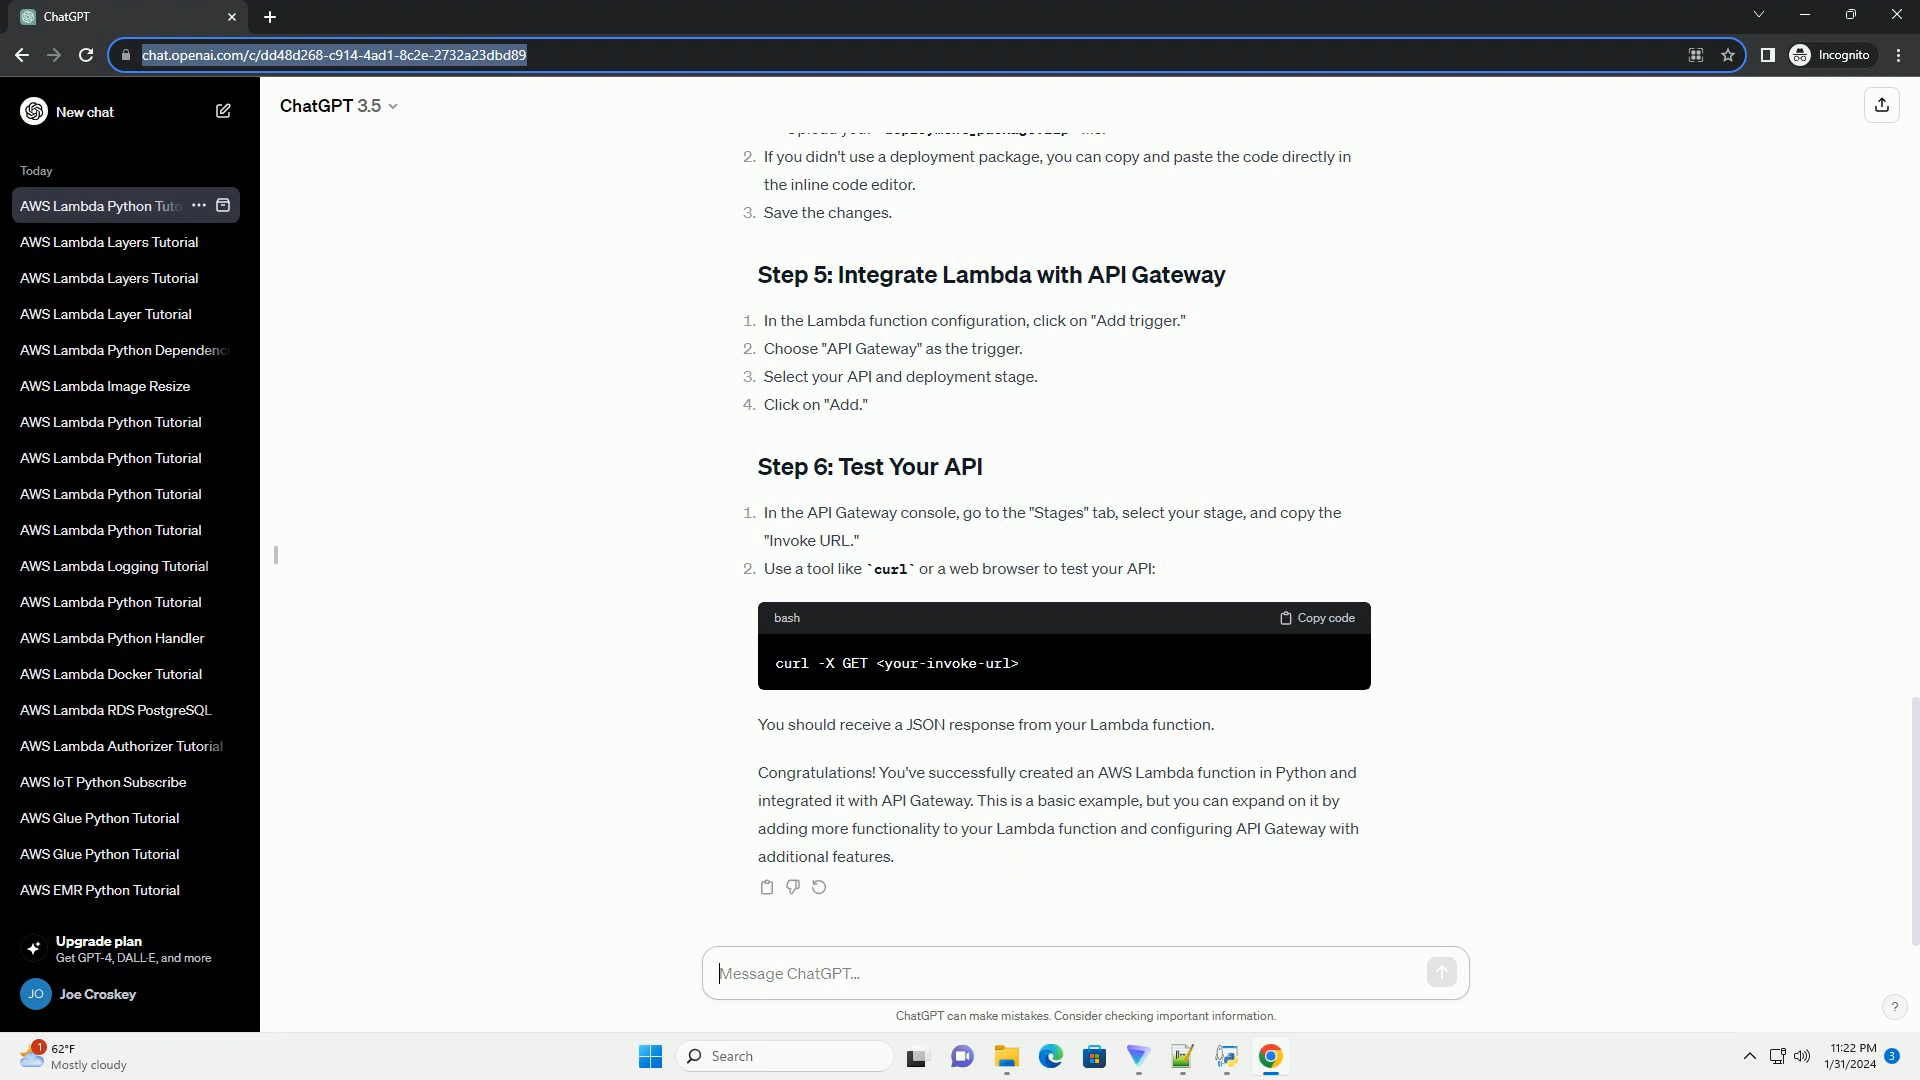 ChatGPT
chat.openai.com/c/dd48d268-c914-4ad1-8c2e-2732a23dbd89
Incognito
New chat
Today
AWS Lambda Python Tuto
AWS Lambda Layers Tutorial
AWS Lambda Layers Tutorial
AWS Lambda Layer Tutorial
AWS Lambda Python Dependenci
AWS Lambda Image Resize
AWS Lambda Python Tutorial
AWS Lambda Python Tutorial
AWS Lambda Python Tutorial
AWS Lambda Python Tutorial
AWS Lambda Logging Tutorial
AWS Lambda Python Tutorial
AWS Lambda Python Handler
AWS Lambda Docker Tutorial
AWS Lambda RDS PostgreSQL
AWS Lambda Authorizer Tutorial
AWS IoT Python Subscribe
AWS Glue Python Tutorial
AWS Glue Python Tutorial
AWS EMR Python Tutorial
Upgrade plan
Get GPT-4, DALL·E, and more
JO Joe Croskey
ChatGPT 3.5
Upload your `deployment_package.zip` file.
2. If you didn't use a deployment package, you can copy and paste the code directly in
the inline code editor.
3. Save the changes.
Step 5: Integrate Lambda with API Gateway
1. In the Lambda function configuration, click on "Add trigger."
2. Choose "API Gateway" as the trigger.
3. Select your API and deployment stage.
4. Click on "Add."
Step 6: Test Your API
1. In the API Gateway console, go to the "Stages" tab, select your stage, and copy the
"Invoke URL."
2. Use a tool like `curl` or a web browser to test your API:
bash
Copy code
curl -X GET <your-invoke-url>
You should receive a JSON response from your Lambda function.
Congratulations! You've successfully created an AWS Lambda function in Python and
integrated it with API Gateway. This is a basic example, but you can expand on it by
adding more functionality to your Lambda function and configuring API Gateway with
additional features.
Message ChatGPT...
ChatGPT can make mistakes. Consider checking important information.
?
1
62°F
Mostly cloudy
Search
11:22 PM
1/31/2024
3